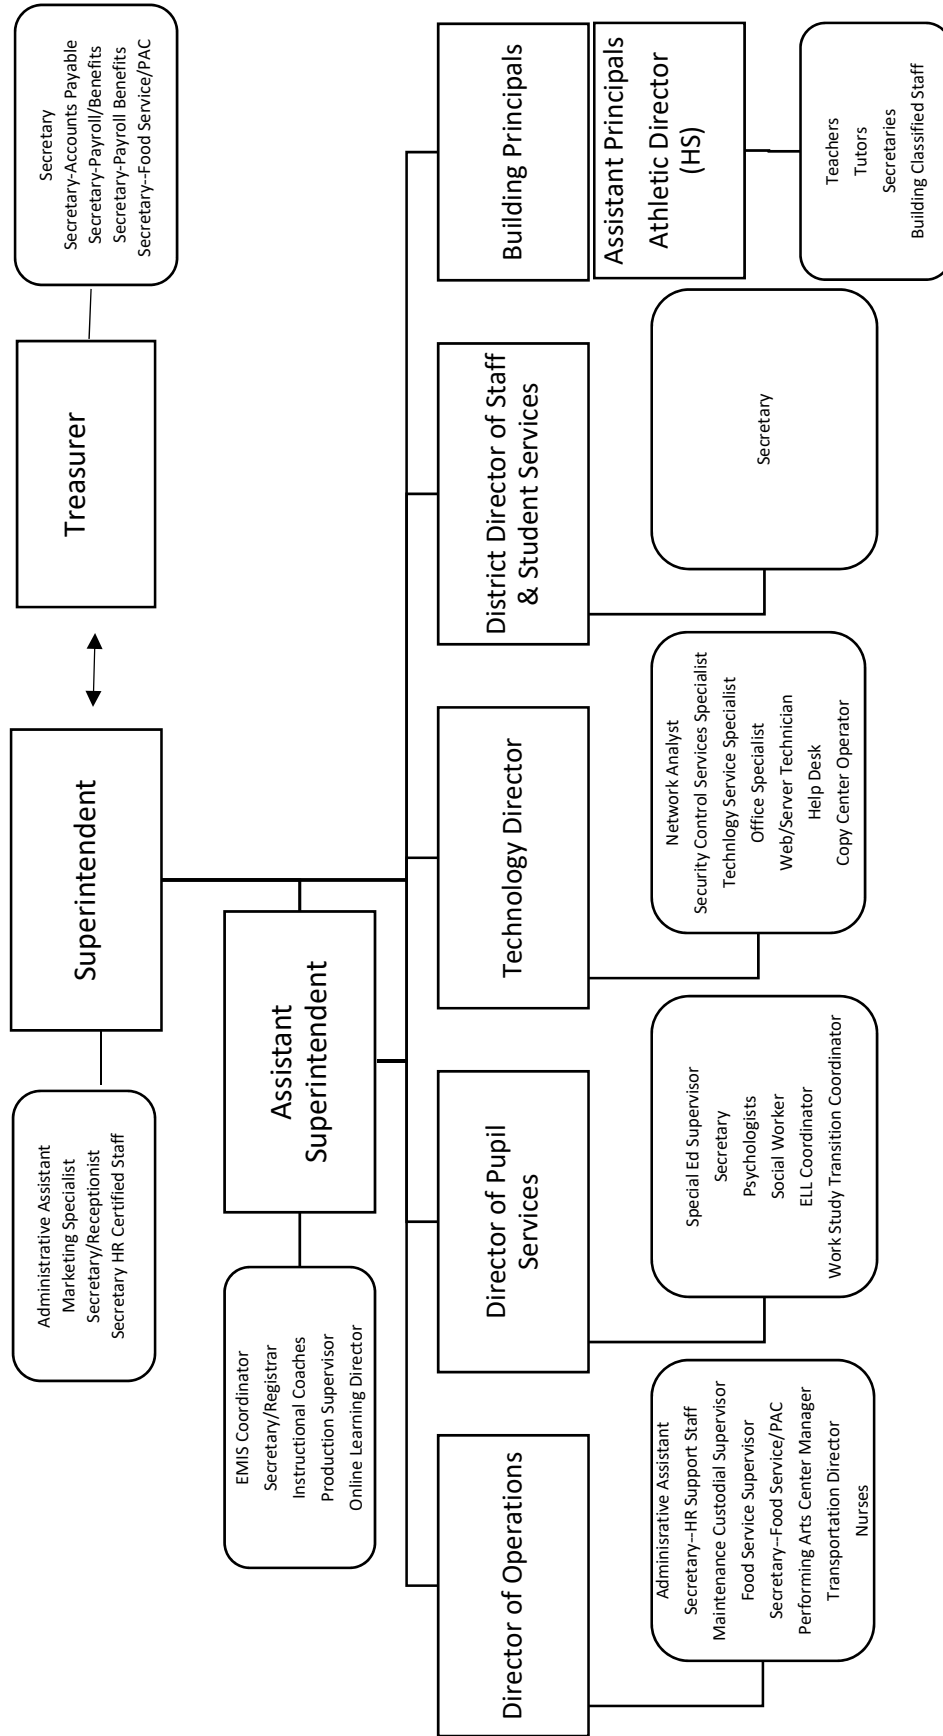 Administrative Assistant
Marketing Specialist
Secretary/Receptionist
Secretary HR Certified Staff
Superintendent
Treasurer
Secretary
Secretary-Accounts Payable
Secretary-Payroll/Benefits
Secretary-Payroll Benefits
Secretary--Food Service/PAC
EMIS Coordinator
Secretary/Registrar
Instructional Coaches
Production Supervisor
Online Learning Director
Assistant
Superintendent
Director of Operations
Director of Pupil
Services
Technology Director
District Director of Staff
& Student Services
Building Principals
Assistant Principals
Athletic Director
(HS)
Adminisrative Assistant
Secretary--HR Support Staff
Maintenance Custodial Supervisor
Food Service Supervisor
Secretary--Food Service/PAC
Performing Arts Center Manager
Transportation Director
Nurses
Special Ed Supervisor
Secretary
Psychologists
Social Worker
ELL Coordinator
Work Study Transition Coordinator
Network Analyst
Security Control Services Specialist
Technlogy Service Specialist
Office Specialist
Web/Server Technician
Help Desk
Copy Center Operator
Secretary
Teachers
Tutors
Secretaries
Building Classified Staff